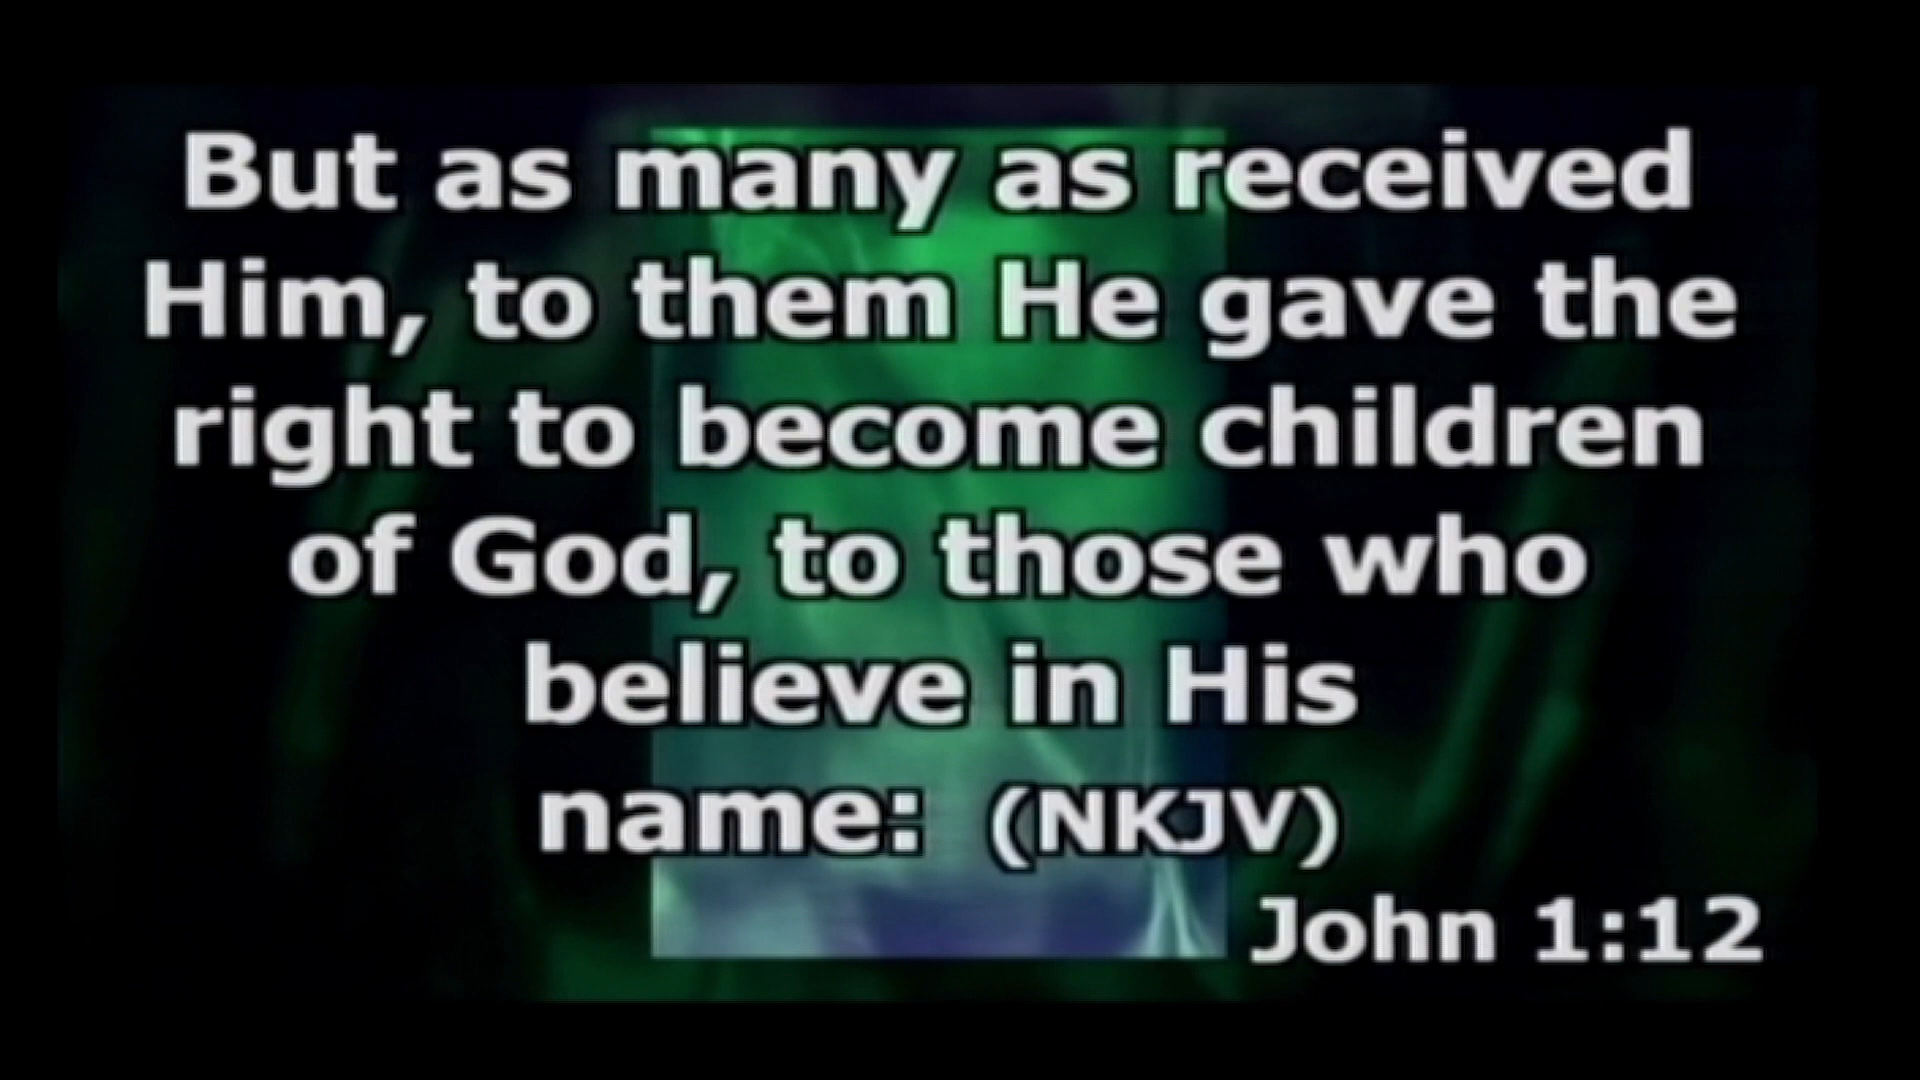 But as many as received
Him, to them He gave the
right to become children
of God, to those who
believe in His
name: (NKJV)
John 1:12